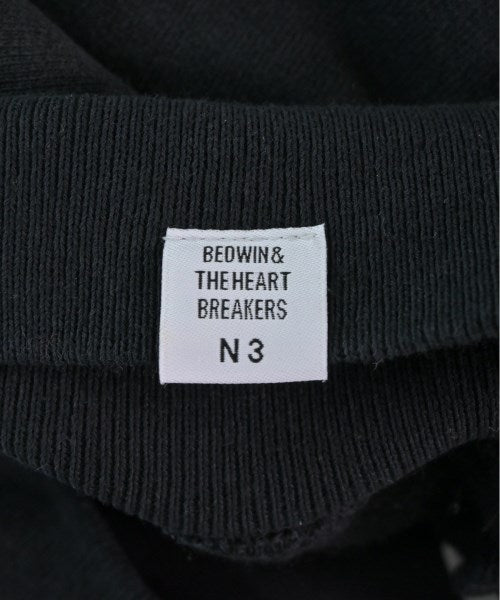 BEDWIN&
THE HEART
BREAKERS
N 3